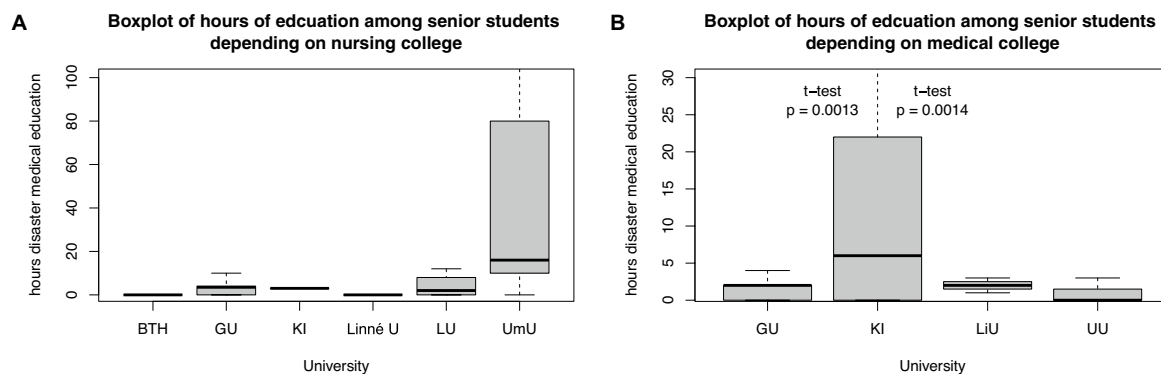 A
Boxplot of hours of edcuation among senior students
depending on nursing college
hours disaster medical education
100
80
60
40
20
0
BTH GU KI Linné U LU UmU
University
B
Boxplot of hours of edcuation among senior students
depending on medical college
hours disaster medical education
30
25
20
15
10
5
0
t−test
p = 0.0013
t−test
p = 0.0014
GU KI LiU UU
University